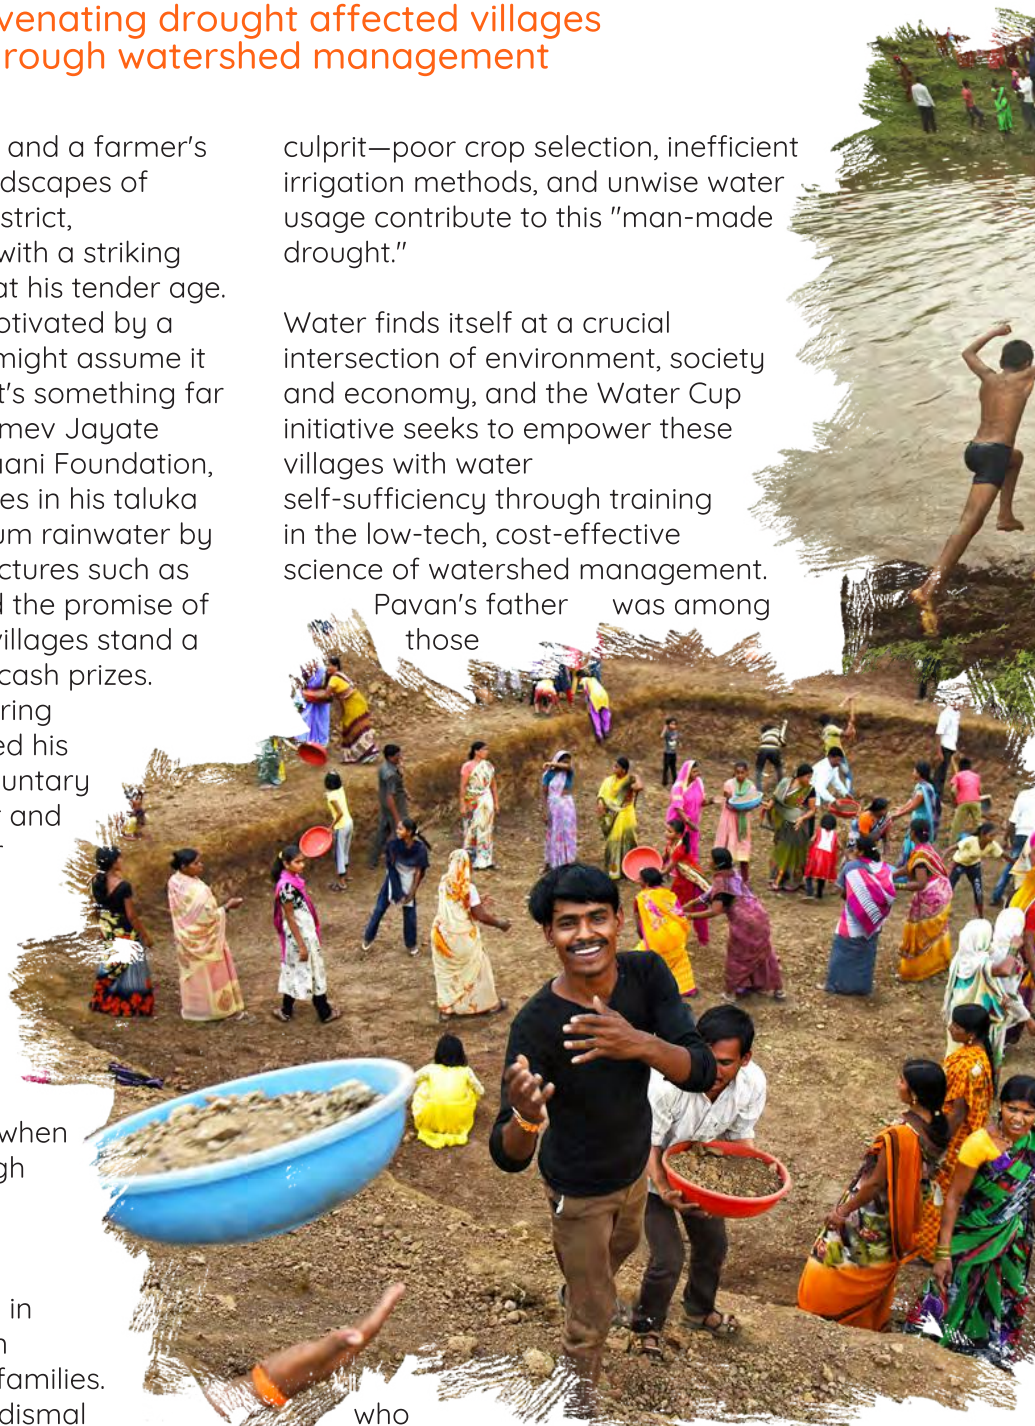 venating drought affected villages
rough watershed management
and a farmer's
dscapes of
strict,
with a striking
at his tender age.
otivated by a
might assume it
t's something far
mev Jayate
aani Foundation,
es in his taluka
um rainwater by
ctures such as
d the promise of
villages stand a
cash prizes.
ring
ed his
untary
r and
when
gh
in
n
families.
dismal
culprit—poor crop selection, inefficient
irrigation methods, and unwise water
usage contribute to this "man-made
drought."
Water finds itself at a crucial
intersection of environment, society
and economy, and the Water Cup
initiative seeks to empower these
villages with water
self-sufficiency through training
in the low-tech, cost-effective
science of watershed management.
Pavan's father was among
those
who